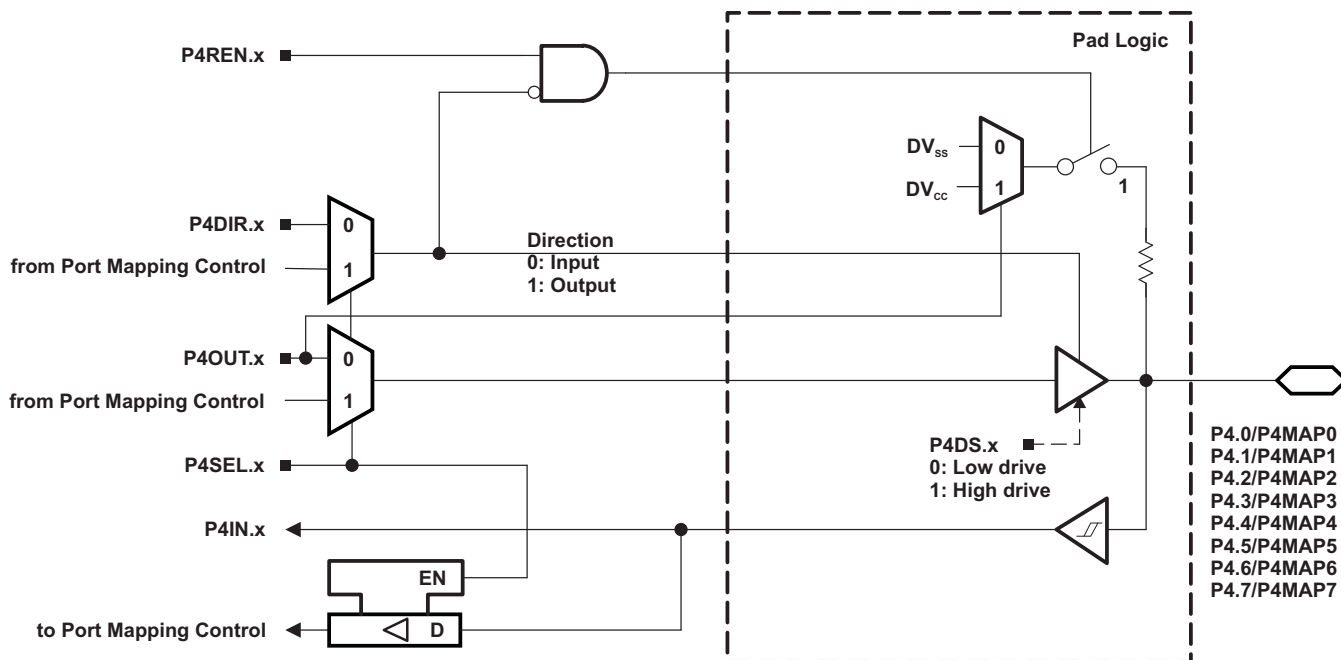 Pad Logic
P4REN.x
DVSS
0
DVCC
1
1
P4DIR.x
0
from Port Mapping Control
1
Direction
0: Input
1: Output
P4OUT.x
0
from Port Mapping Control
1
P4SEL.x
P4DS.x
0: Low drive
1: High drive
P4.0/P4MAP0
P4.1/P4MAP1
P4.2/P4MAP2
P4.3/P4MAP3
P4.4/P4MAP4
P4.5/P4MAP5
P4.6/P4MAP6
P4.7/P4MAP7
P4IN.x
EN
to Port Mapping Control
D